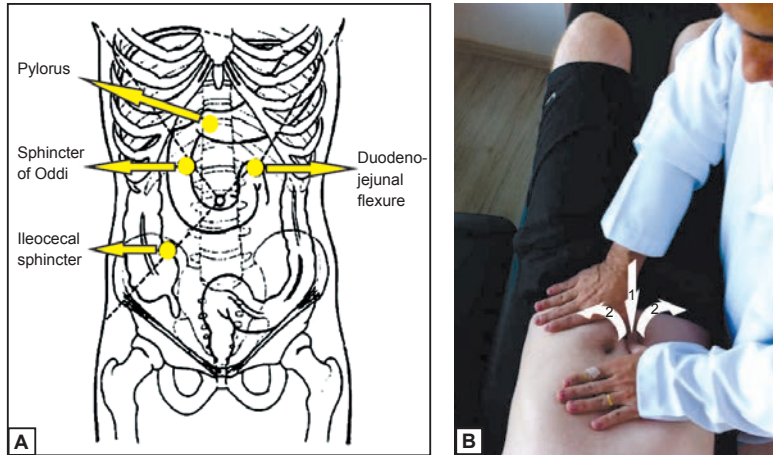 Pylorus
Sphincter
of Oddi
Duodeno-
jejunal
flexure
Ileocecal
sphincter
A
1
2
2
B